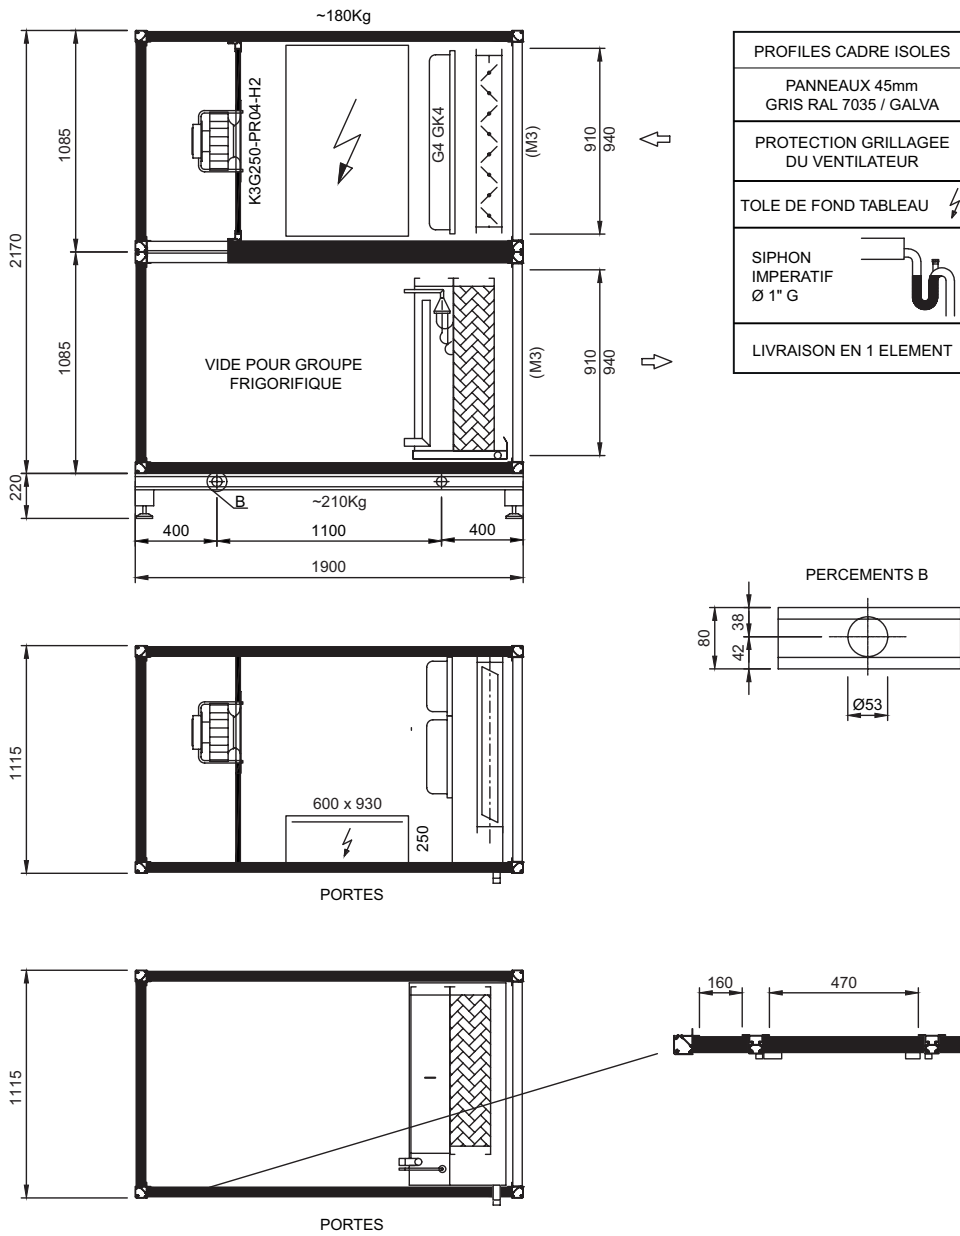 ~180Kg
2170
1085
K3G250-PR04-H2
G4 GK4
(M3)
910
940
1085
VIDE POUR GROUPE
FRIGORIFIQUE
(M3)
910
940
220
B
~210Kg
400
1100
400
1900
PROFILES CADRE ISOLES
PANNEAUX 45mm
GRIS RAL 7035 / GALVA
PROTECTION GRILLAGEE
DU VENTILATEUR
TOLE DE FOND TABLEAU
SIPHON
IMPERATIF
Ø 1" G
LIVRAISON EN 1 ELEMENT
PERCEMENTS B
80
38
42
Ø53
1115
600 x 930
250
PORTES
1115
160
470
PORTES